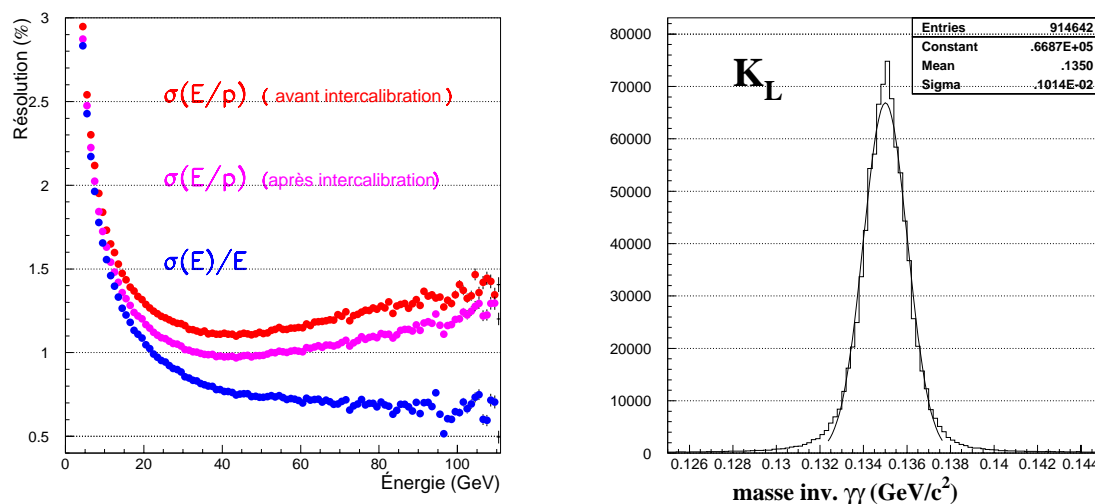 Résolution (%)
3
2.5
2
1.5
1
0.5
σ(E/p) ( avant intercalibration )
σ(E/p) (après intercalibration)
σ(E)/E
0 20 40 60 80 100
Énergie (GeV)
80000
70000
60000
50000
40000
30000
20000
10000
0
K_L
Entries 914642
Constant .6687E+05
Mean .1350
Sigma .1014E-02
0.126 0.128 0.13 0.132 0.134 0.136 0.138 0.14 0.142 0.144
masse inv. γγ (GeV/c²)